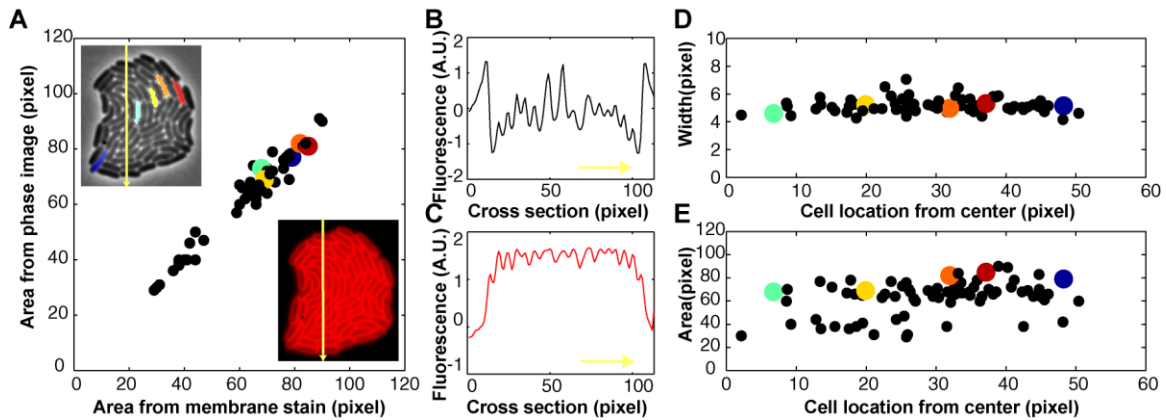 A
Area from phase image (pixel)
120
100
80
60
40
20
0
0 20 40 60 80 100 120
Area from membrane stain (pixel)
B
Fluorescence (A.U.)
2
1
0
-1
-2
0 50 100
Cross section (pixel)
C
Fluorescence (A.U.)
2
1
0
-1
0 50 100
Cross section (pixel)
D
Width(pixel)
10
8
6
4
2
0
0 10 20 30 40 50 60
Cell location from center (pixel)
E
Area(pixel)
120
100
80
60
40
20
0
0 10 20 30 40 50 60
Cell location from center (pixel)